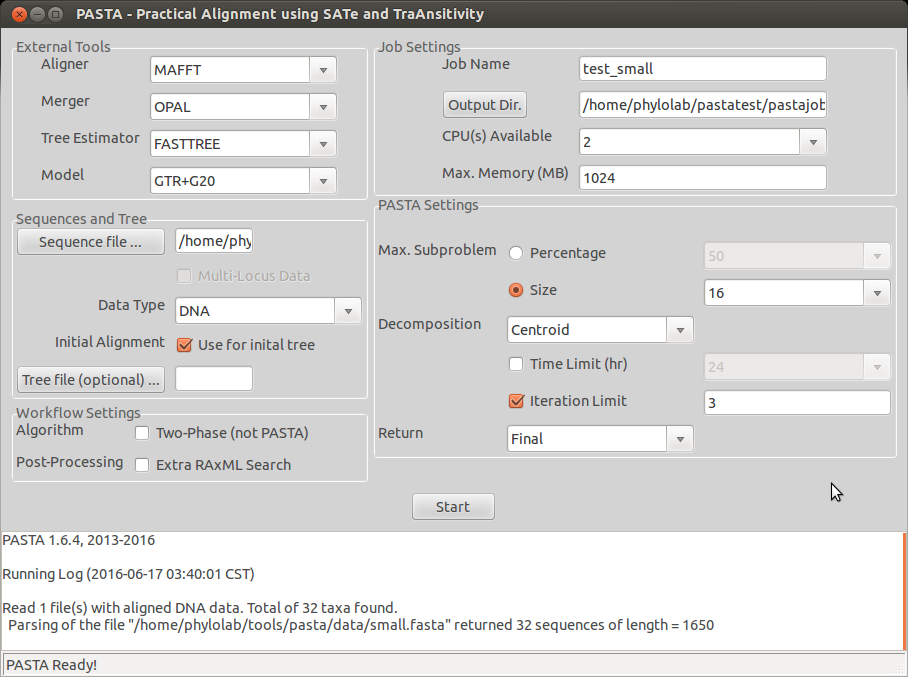 PASTA - Practical Alignment using SATe and TraAnsitivity
External Tools
Aligner MAFFT
Merger OPAL
Tree Estimator FASTTREE
Model GTR+G20
Sequences and Tree
Sequence file ... /home/phy
Multi-Locus Data
Data Type DNA
Initial Alignment Use for inital tree
Tree file (optional) ...
Workflow Settings
Algorithm Two-Phase (not PASTA)
Post-Processing Extra RAxML Search
Job Settings
Job Name test_small
Output Dir. /home/phylolab/pastatest/pastajob
CPU(s) Available 2
Max. Memory (MB) 1024
PASTA Settings
Max. Subproblem Percentage 50
Size 16
Decomposition Centroid
Time Limit (hr) 24
Iteration Limit 3
Return Final
Start
PASTA 1.6.4, 2013-2016
Running Log (2016-06-17 03:40:01 CST)
Read 1 file(s) with aligned DNA data. Total of 32 taxa found.
Parsing of the file "/home/phylolab/tools/pasta/data/small.fasta" returned 32 sequences of length = 1650
PASTA Ready!